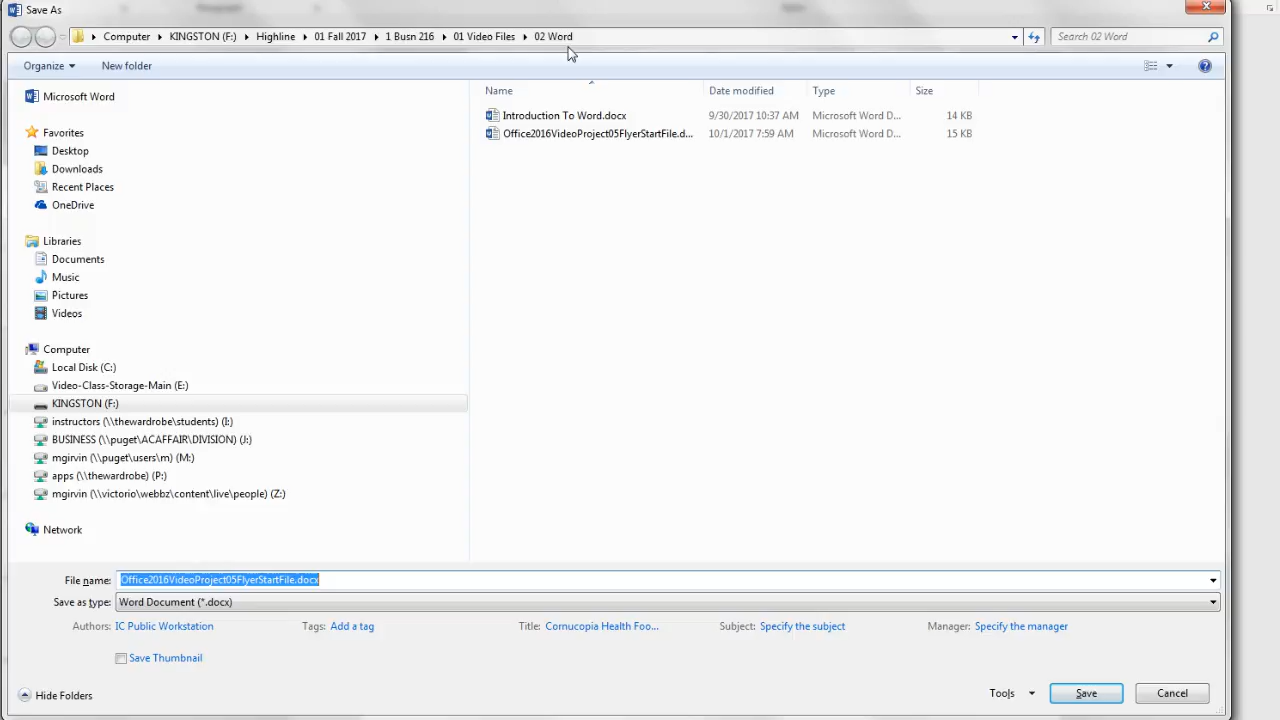 Save As
Computer KINGSTON (F:) Highline 01 Fall 2017 1 Busn 216 01 Video Files 02 Word Search 02 Word
Organize New folder
Microsoft Word
Favorites
Desktop
Downloads
Recent Places
OneDrive
Libraries
Documents
Music
Pictures
Videos
Computer
Local Disk (C:)
Video-Class-Storage-Main (E:)
KINGSTON (F:)
instructors (\\thewardrobe\students) (I:)
BUSINESS (\\puget\ACAFFAIR\DIVISION) (J:)
mgirvin (\\puget\users\m) (M:)
apps (\\thewardrobe) (P:)
mgirvin (\\victorio\webbz\content\live\people) (Z:)
Network
Name Date modified Type Size
Introduction To Word.docx 9/30/2017 10:37 AM Microsoft Word D... 14 KB
Office2016VideoProject05FlyerStartFile.d... 10/1/2017 7:59 AM Microsoft Word D... 15 KB
File name: Office2016VideoProject05FlyerStartFile.docx
Save as type: Word Document (*.docx)
Authors: IC Public Workstation Tags: Add a tag Title: Cornucopia Health Foo... Subject: Specify the subject Manager: Specify the manager
Save Thumbnail
Hide Folders Tools Save Cancel